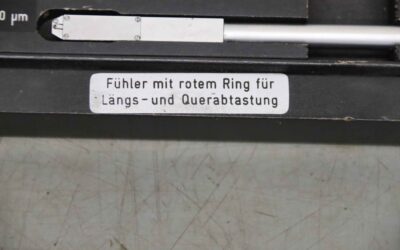 0 µm
Fühler mit rotem Ring für
Längs- und Querabtastung